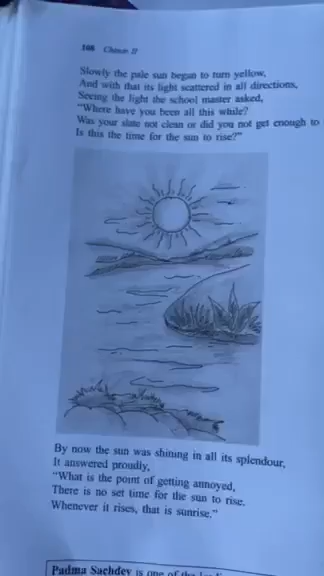 108 Chinar II
Slowly the pale sun began to turn yellow,
And with that its light scattered in all directions,
Seeing the light the school master asked,
"Where have you been all this while?
Was your slate not clean or did you not get enough to
Is this the time for the sun to rise?"
By now the sun was shining in all its splendour,
It answered proudly,
"What is the point of getting annoyed,
There is no set time for the sun to rise.
Whenever it rises, that is sunrise."
Padma Sachdev is one of the